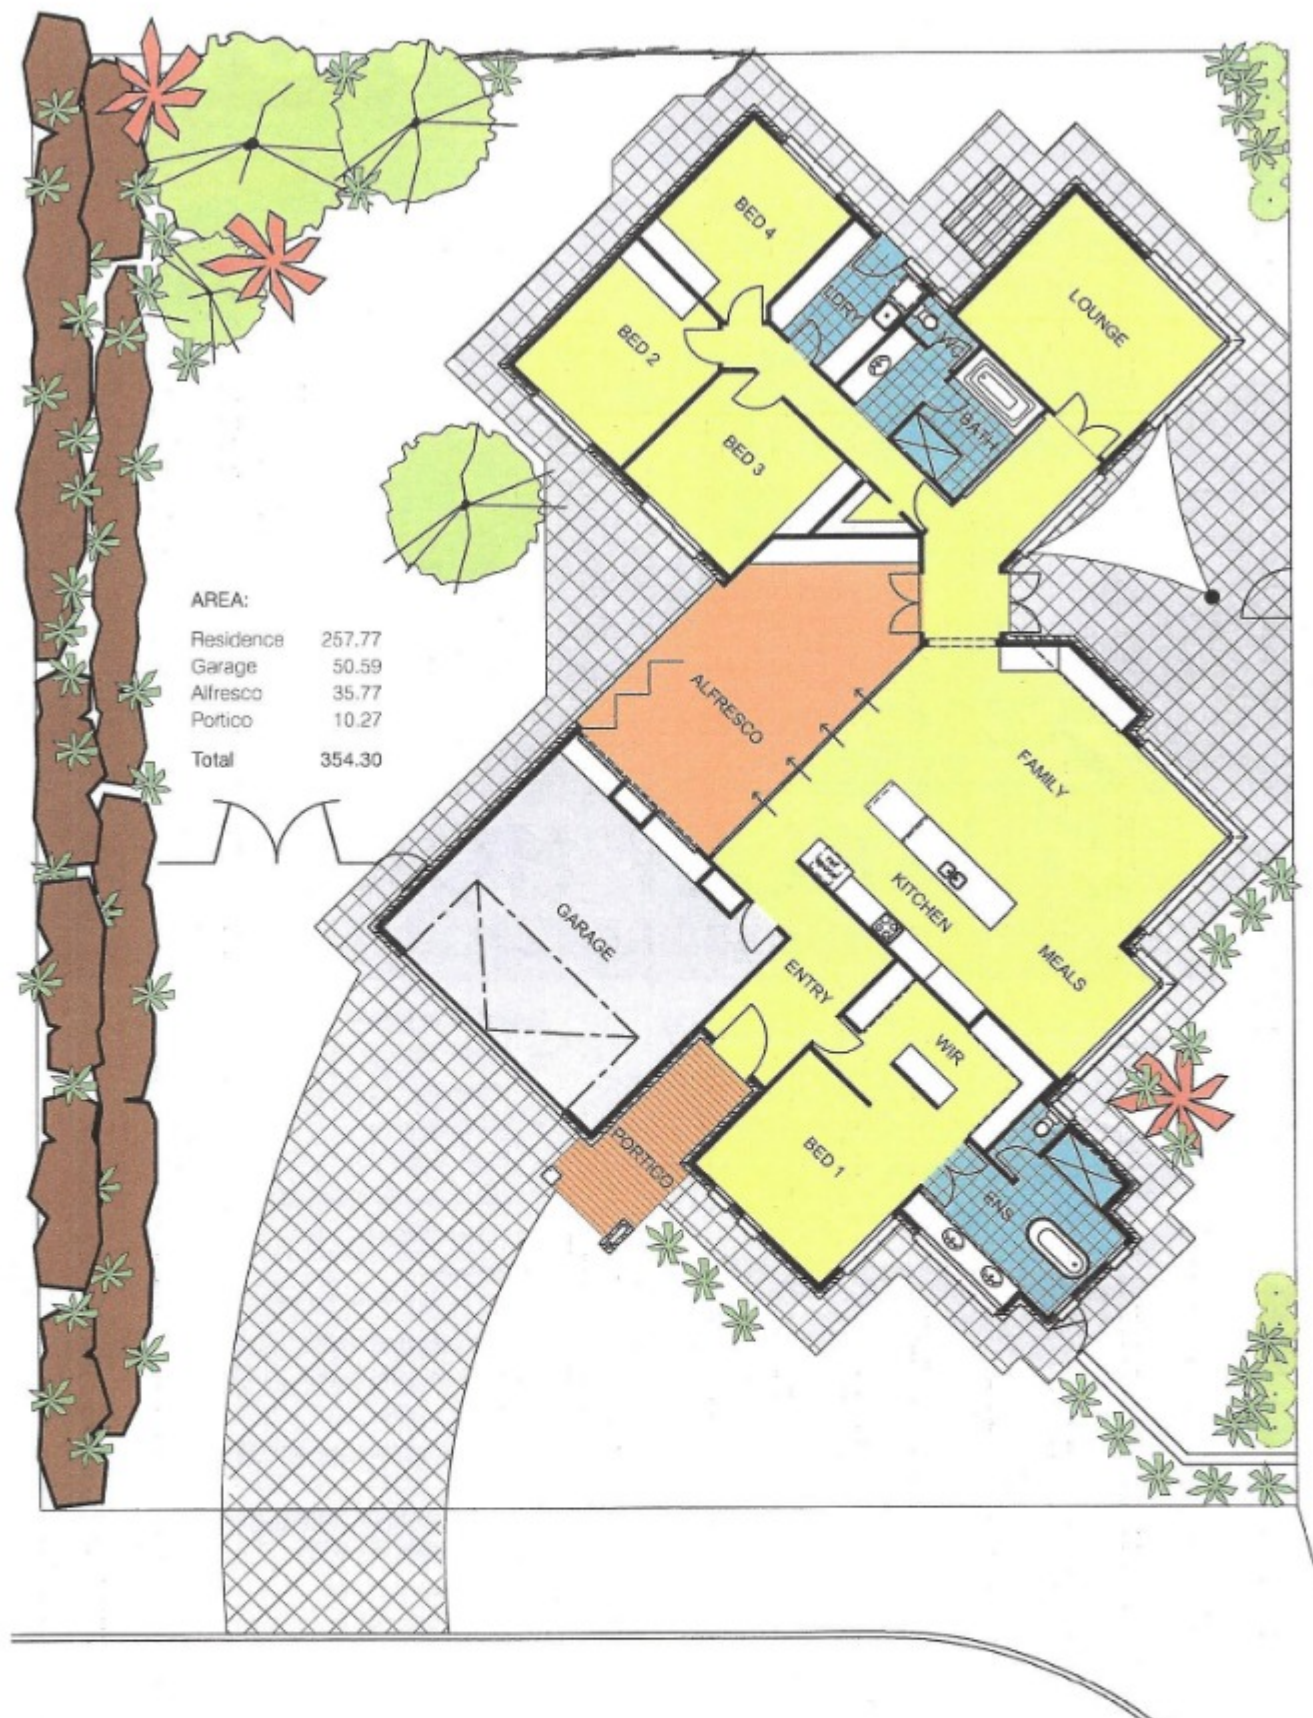 BED 4
LOUNGE
LDRY
WC
BED 2
BATH
BED 3
AREA:
Residence 257.77
Garage 50.59
Alfresco 35.77
Portico 10.27
Total 354.30
ALFRESCO
FAMILY
KITCHEN
GARAGE
MEALS
ENTRY
WIR
PORTICO
BED 1
ENS